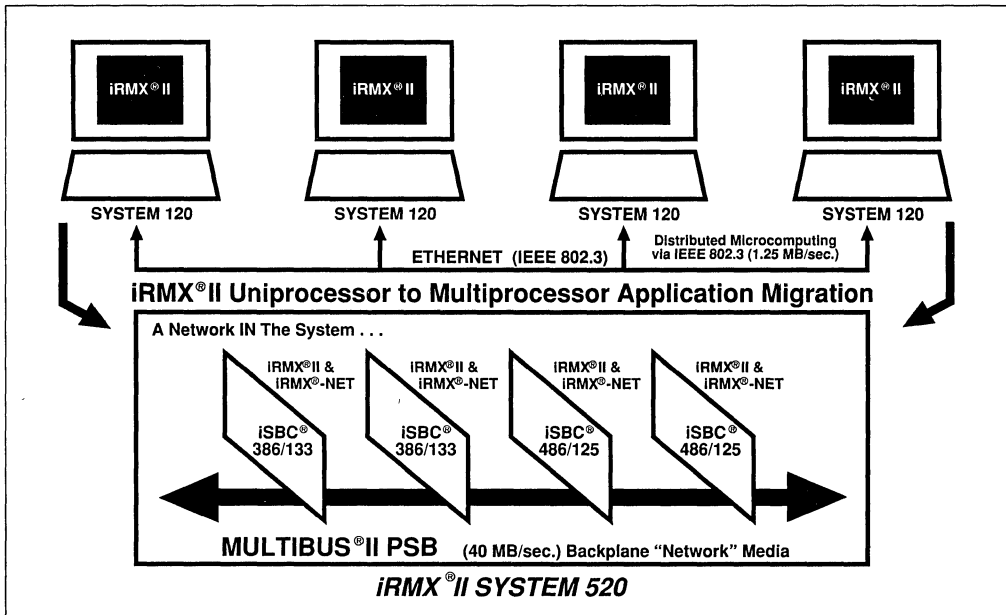 iRMX® II iRMX® II iRMX® II iRMX® II
SYSTEM 120 SYSTEM 120 SYSTEM 120 SYSTEM 120
ETHERNET (IEEE 802.3)
Distributed Microcomputing
via IEEE 802.3 (1.25 MB/sec.)
iRMX®II Uniprocessor to Multiprocessor Application Migration
A Network IN The System . . .
iRMX®II &
iRMX®-NET
iRMX®II &
iRMX®-NET
iRMX®II &
iRMX®-NET
iRMX®II &
iRMX®-NET
iSBC®
386/133
iSBC®
386/133
iSBC®
486/125
iSBC®
486/125
MULTIBUS®II PSB (40 MB/sec.) Backplane “Network” Media
iRMX®II SYSTEM 520